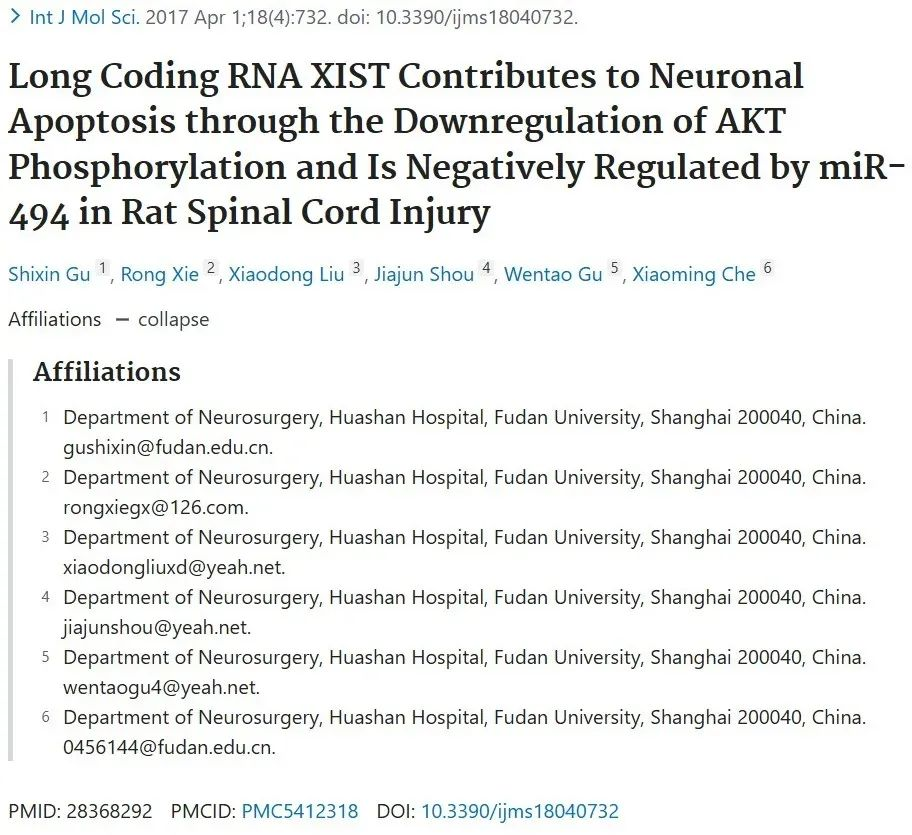 > Int J Mol Sci. 2017 Apr 1;18(4):732. doi: 10.3390/ijms18040732.
Long Coding RNA XIST Contributes to Neuronal
Apoptosis through the Downregulation of AKT
Phosphorylation and Is Negatively Regulated by miR-
494 in Rat Spinal Cord Injury
Shixin Gu 1, Rong Xie 2, Xiaodong Liu 3, Jiajun Shou 4, Wentao Gu 5, Xiaoming Che 6
Affiliations — collapse
Affiliations
1 Department of Neurosurgery, Huashan Hospital, Fudan University, Shanghai 200040, China.
gushixin@fudan.edu.cn.
2 Department of Neurosurgery, Huashan Hospital, Fudan University, Shanghai 200040, China.
rongxiegx@126.com.
3 Department of Neurosurgery, Huashan Hospital, Fudan University, Shanghai 200040, China.
xiaodongliuxd@yeah.net.
4 Department of Neurosurgery, Huashan Hospital, Fudan University, Shanghai 200040, China.
jiajunshou@yeah.net.
5 Department of Neurosurgery, Huashan Hospital, Fudan University, Shanghai 200040, China.
wentaogu4@yeah.net.
6 Department of Neurosurgery, Huashan Hospital, Fudan University, Shanghai 200040, China.
0456144@fudan.edu.cn.
PMID: 28368292 PMCID: PMC5412318 DOI: 10.3390/ijms18040732